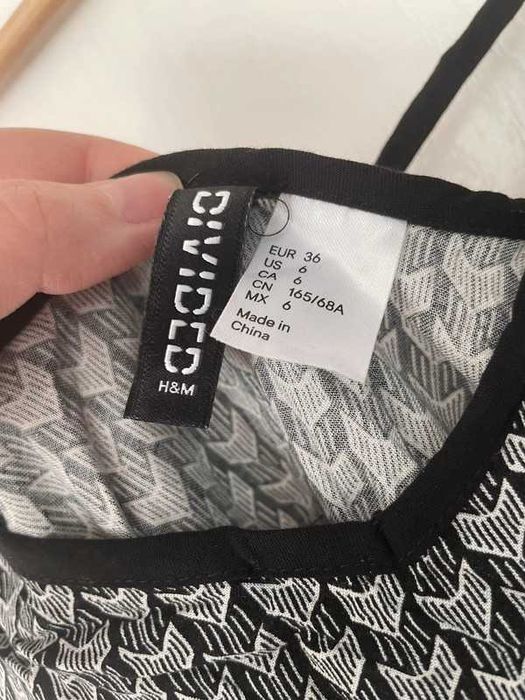 DIVIDED
H&M
EUR 36
US 6
CA 6
CN 165/68A
MX 6
Made in
China